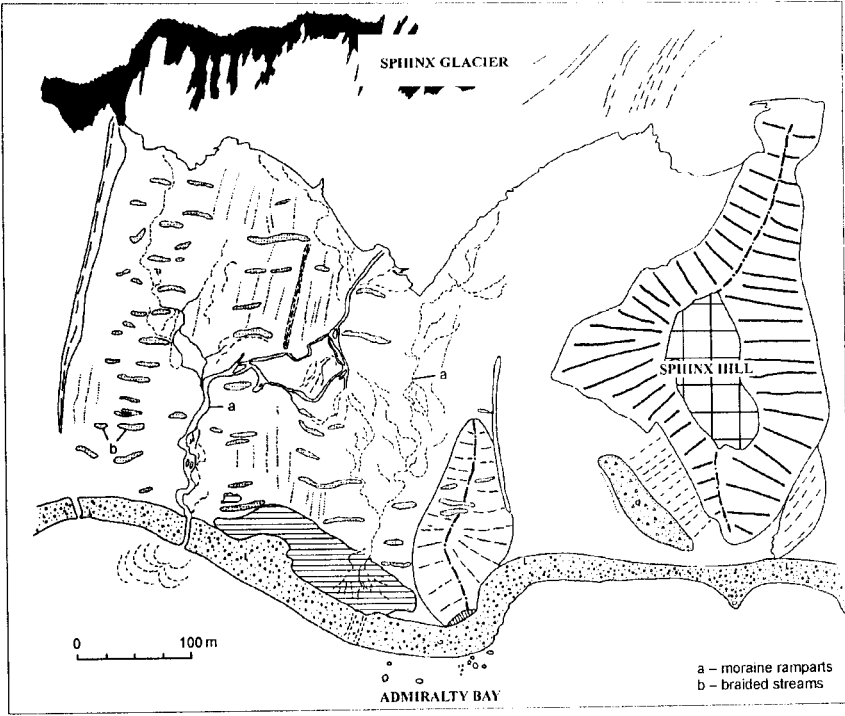 SPHINX GLACIER
a
SPHINX HILL
a
b
0 100 m
a – moraine ramparts
b – braided streams
ADMIRALTY BAY